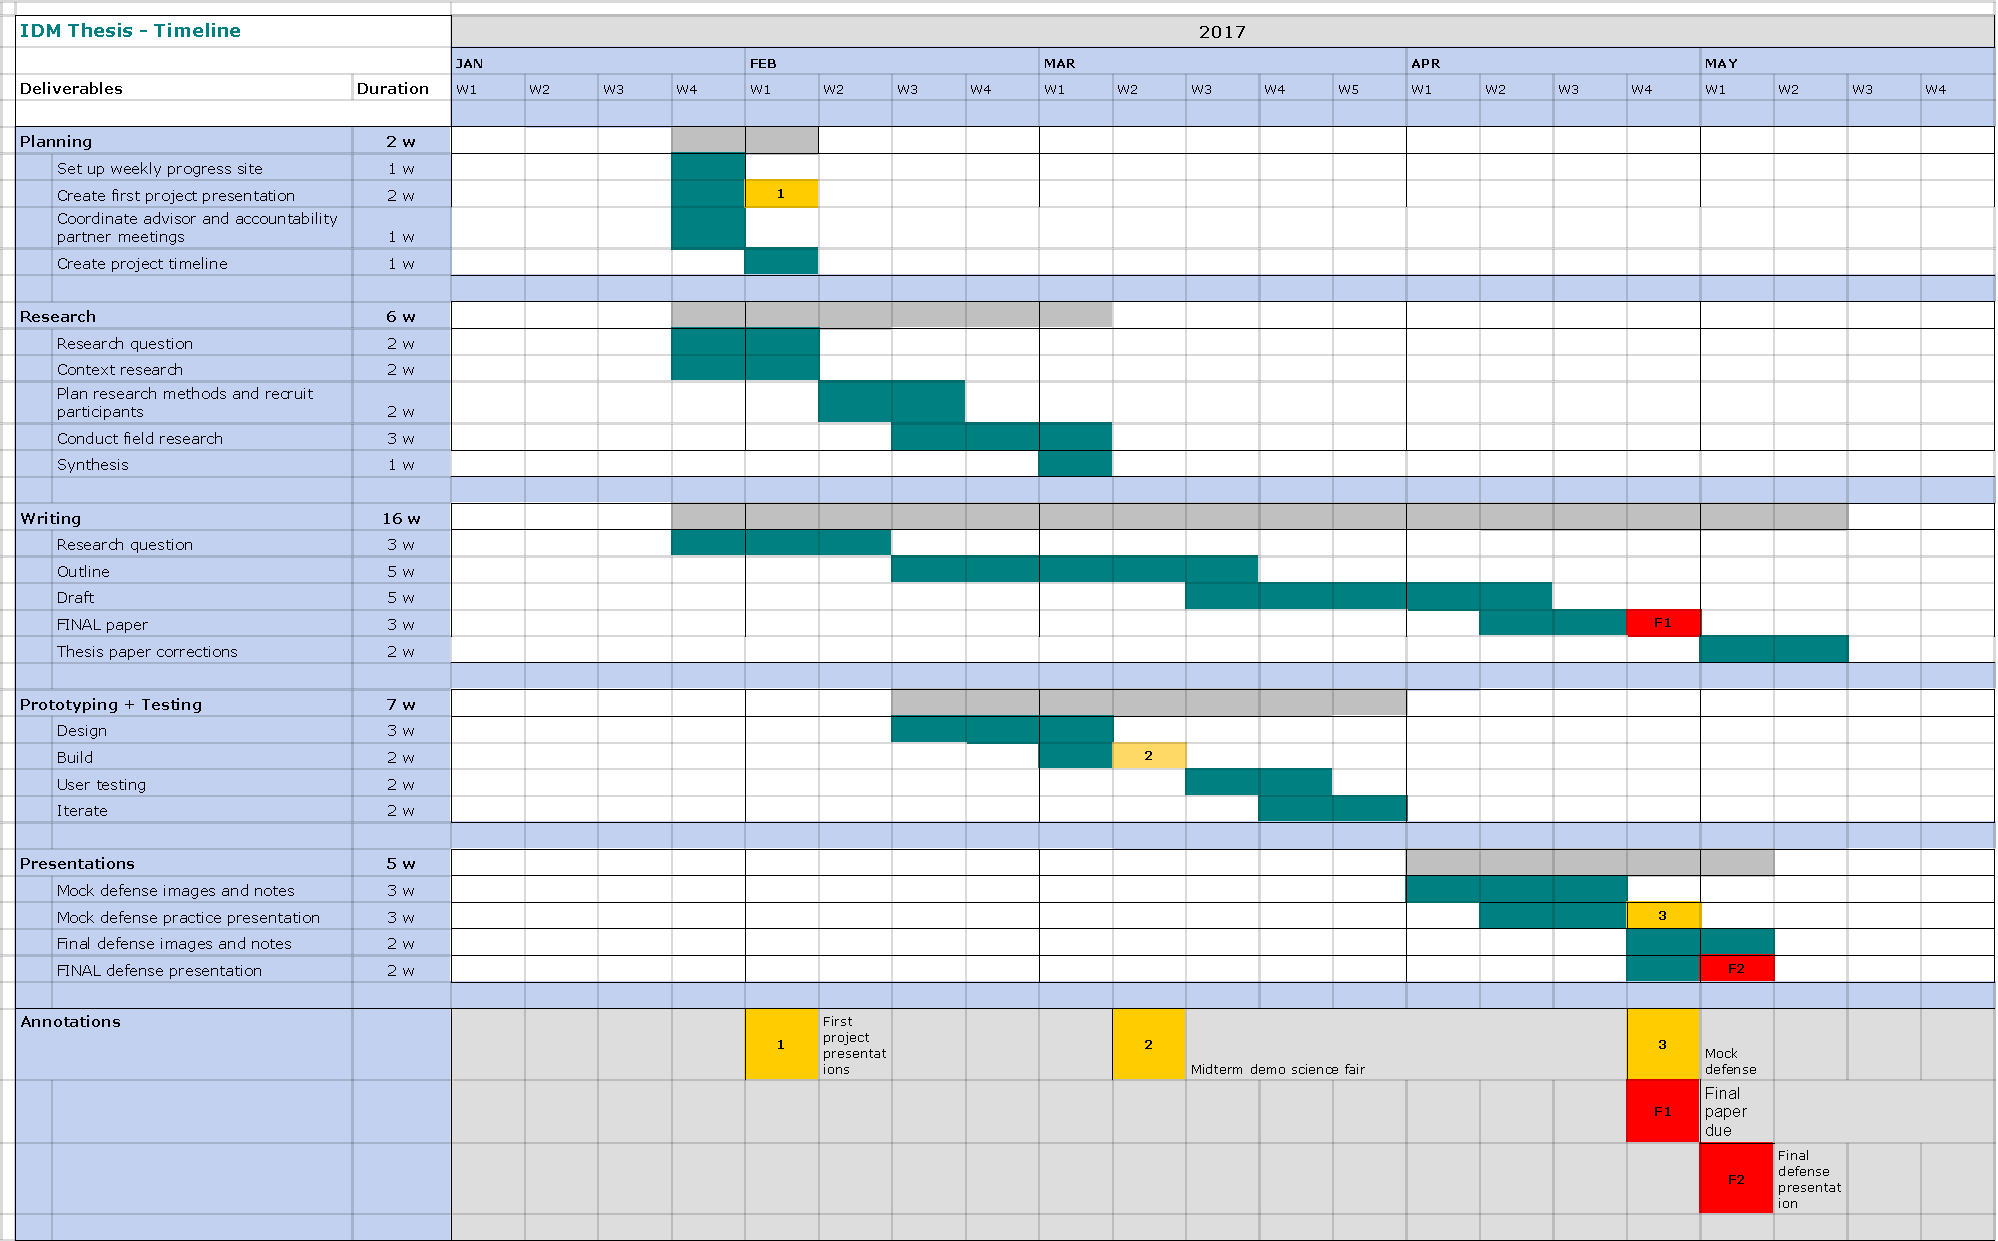 IDM Thesis - Timeline 2017
JAN FEB MAR APR MAY
Deliverables Duration W1 W2 W3 W4 W1 W2 W3 W4 W1 W2 W3 W4 W5 W1 W2 W3 W4 W1 W2 W3 W4
Planning 2 w
Set up weekly progress site 1 w
Create first project presentation 2 w 1
Coordinate advisor and accountability
partner meetings 1 w
Create project timeline 1 w
Research 6 w
Research question 2 w
Context research 2 w
Plan research methods and recruit
participants 2 w
Conduct field research 3 w
Synthesis 1 w
Writing 16 w
Research question 3 w
Outline 5 w
Draft 5 w
FINAL paper 3 w F1
Thesis paper corrections 2 w
Prototyping + Testing 7 w
Design 3 w
Build 2 w 2
User testing 2 w
Iterate 2 w
Presentations 5 w
Mock defense images and notes 3 w
Mock defense practice presentation 3 w 3
Final defense images and notes 2 w
FINAL defense presentation 2 w F2
Annotations
1
First
project
presentat
ions
2
Midterm demo science fair
3
Mock
defense
F1
Final
paper
due
F2
Final
defense
presentat
ion